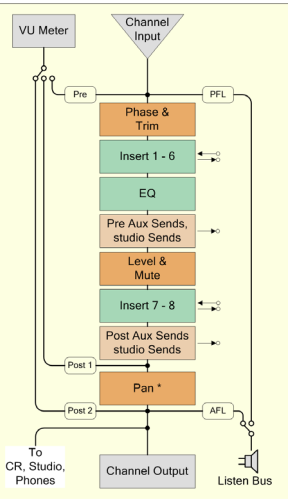 VU Meter
Channel
Input
Pre
PFL
Phase &
Trim
Insert 1 - 6
EQ
Pre Aux Sends,
studio Sends
Level &
Mute
Insert 7 - 8
Post Aux Sends
studio Sends
Post 1
Pan *
Post 2
AFL
To
CR, Studio,
Phones
Channel Output
Listen Bus